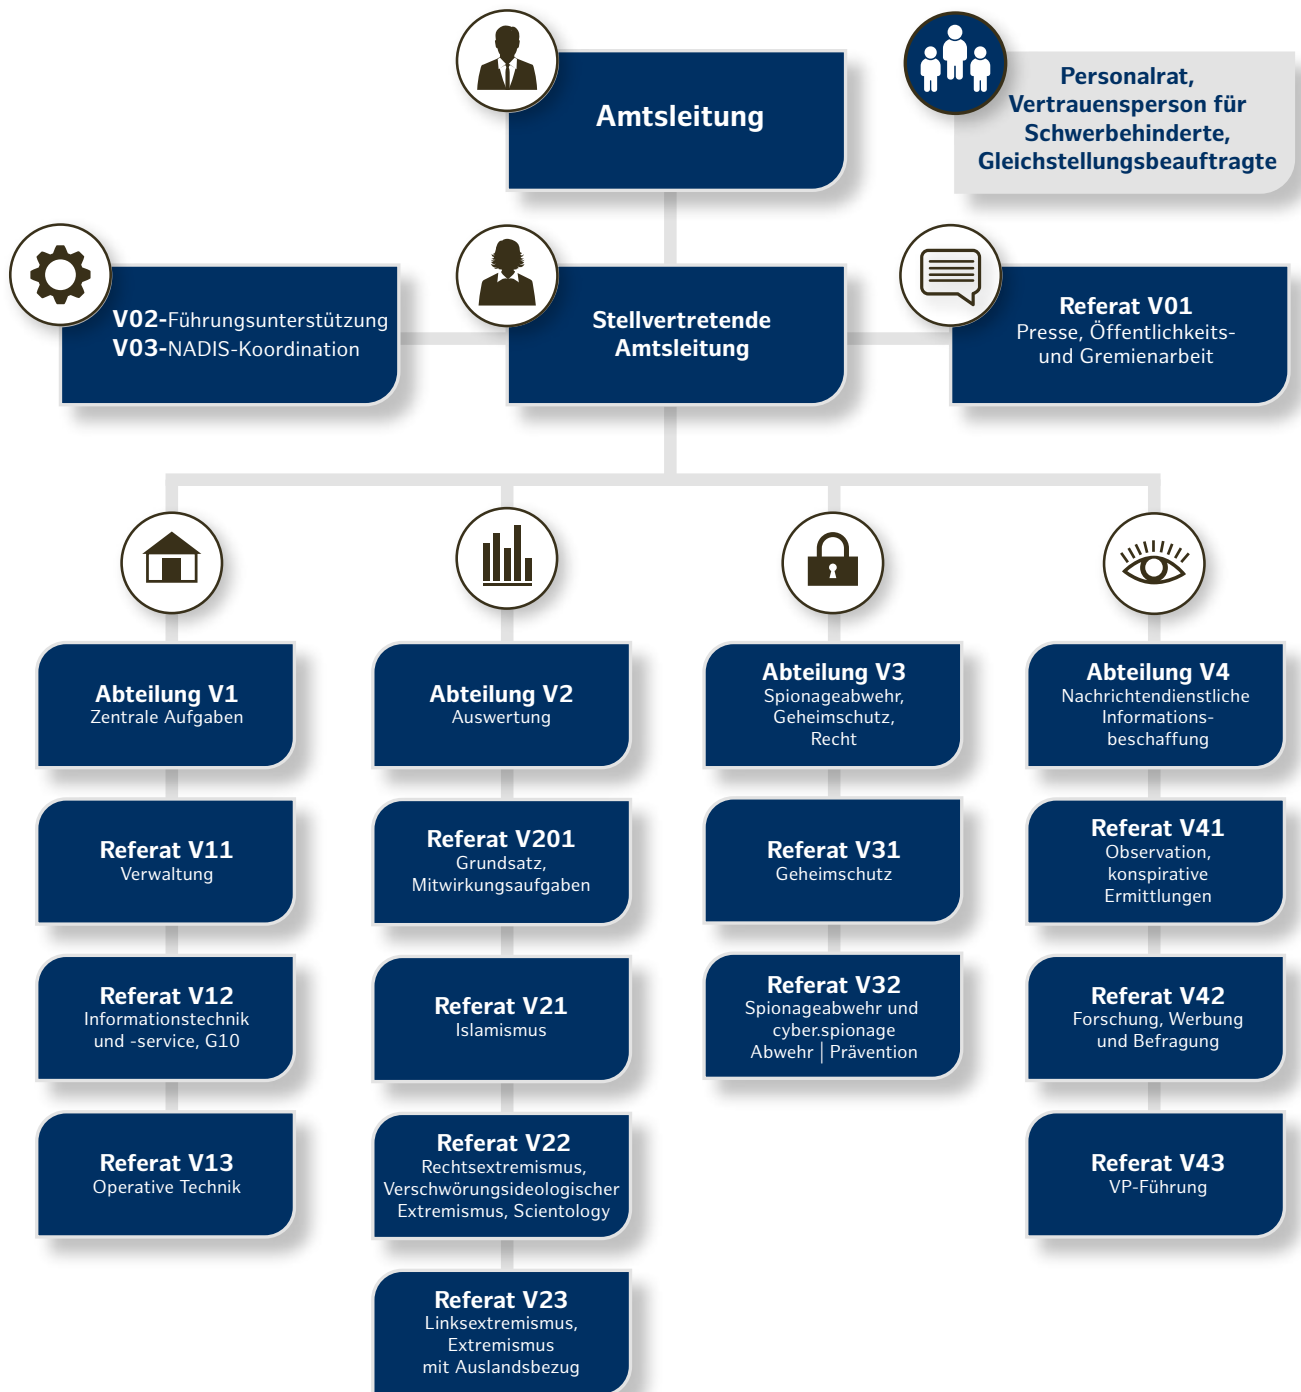 Amtsleitung
Personalrat,
Vertrauensperson für
Schwerbehinderte,
Gleichstellungsbeauftragte
V02-Führungsunterstützung
V03-NADIS-Koordination
Stellvertretende
Amtsleitung
Referat V01
Presse, Öffentlichkeits-
und Gremienarbeit
Abteilung V1
Zentrale Aufgaben
Referat V11
Verwaltung
Referat V12
Informationstechnik
und -service, G10
Referat V13
Operative Technik
Abteilung V2
Auswertung
Referat V201
Grundsatz,
Mitwirkungsaufgaben
Referat V21
Islamismus
Referat V22
Rechtsextremismus,
Verschwörungsideologischer
Extremismus, Scientology
Referat V23
Linksextremismus,
Extremismus
mit Auslandsbezug
Abteilung V3
Spionageabwehr,
Geheimschutz,
Recht
Referat V31
Geheimschutz
Referat V32
Spionageabwehr und
cyber.spionage
Abwehr | Prävention
Abteilung V4
Nachrichtendienstliche
Informations-
beschaffung
Referat V41
Observation,
konspirative
Ermittlungen
Referat V42
Forschung, Werbung
und Befragung
Referat V43
VP-Führung